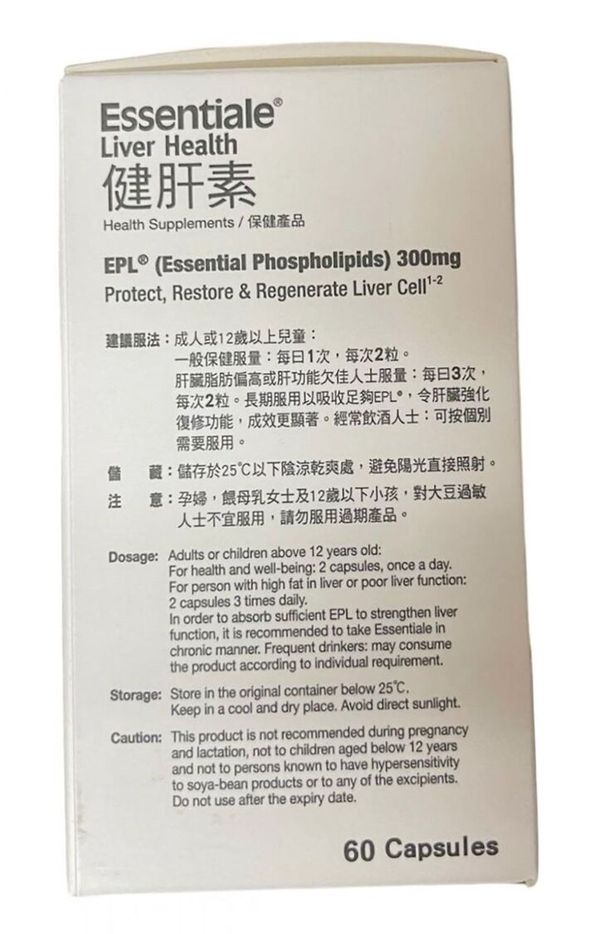 Essentiale®
Liver Health
健肝素
Health Supplements / 保健產品
EPL® (Essential Phospholipids) 300mg
Protect, Restore & Regenerate Liver Cell¹⁻²
建議服法：成人或12歲以上兒童：
一般保健服量：每日1次，每次2粒。
肝臟脂肪偏高或肝功能欠佳人士服量：每日3次，
每次2粒。長期服用以吸收足夠EPL®，令肝臟強化
復修功能，成效更顯著。經常飲酒人士：可按個別
需要服用。
儲　藏：儲存於25℃以下陰涼乾爽處，避免陽光直接照射。
注　意：孕婦，餵母乳女士及12歲以下小孩，對大豆過敏
人士不宜服用，請勿服用過期產品。
Dosage: Adults or children above 12 years old:
For health and well-being: 2 capsules, once a day.
For person with high fat in liver or poor liver function:
2 capsules 3 times daily.
In order to absorb sufficient EPL to strengthen liver
function, it is recommended to take Essentiale in
chronic manner. Frequent drinkers: may consume
the product according to individual requirement.
Storage: Store in the original container below 25℃.
Keep in a cool and dry place. Avoid direct sunlight.
Caution: This product is not recommended during pregnancy
and lactation, not to children aged below 12 years
and not to persons known to have hypersensitivity
to soya-bean products or to any of the excipients.
Do not use after the expiry date.
60 Capsules